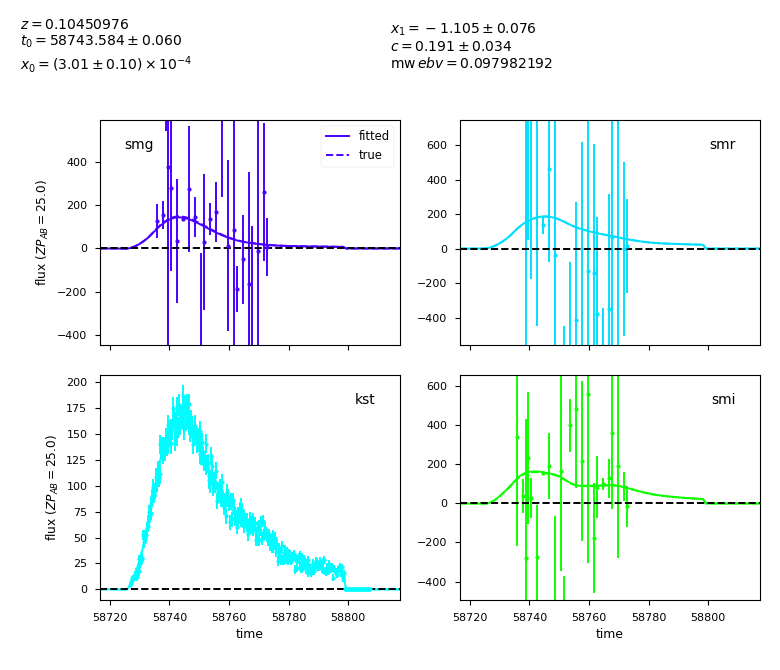 z = 0.10450976
t₀ = 58743.584 ± 0.060
x₀ = (3.01 ± 0.10) × 10⁻⁴
x₁ = −1.105 ± 0.076
c = 0.191 ± 0.034
mw ebv = 0.097982192
smg
fitted
true
400
200
0
−200
−400
flux (ZP_AB = 25.0)
smr
600
400
200
0
−200
−400
kst
200
175
150
125
100
75
50
25
0
flux (ZP_AB = 25.0)
58720 58740 58760 58780 58800
time
smi
600
400
200
0
−200
−400
58720 58740 58760 58780 58800
time